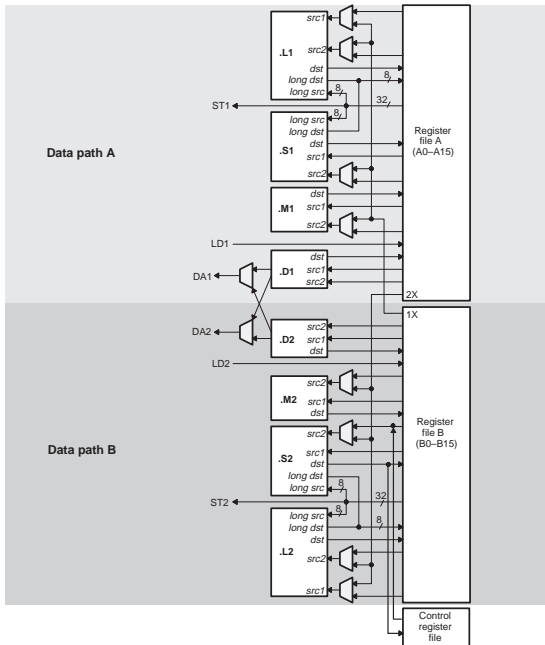 src1
.L1
src2
dst
long dst
8
long src
8
32
ST1
8
long src
long dst
Register
file A
(A0–A15)
dst
Data path A
.S1
src1
src2
dst
.M1
src1
src2
LD1
dst
.D1
src1
DA1
src2
2X
1X
src2
DA2
.D2
src1
dst
LD2
src2
.M2
src1
dst
Register
file B
(B0–B15)
src2
Data path B
src1
.S2
dst
long dst
8
long src
32
ST2
8
long src
8
long dst
dst
.L2
src2
src1
Control
register
file